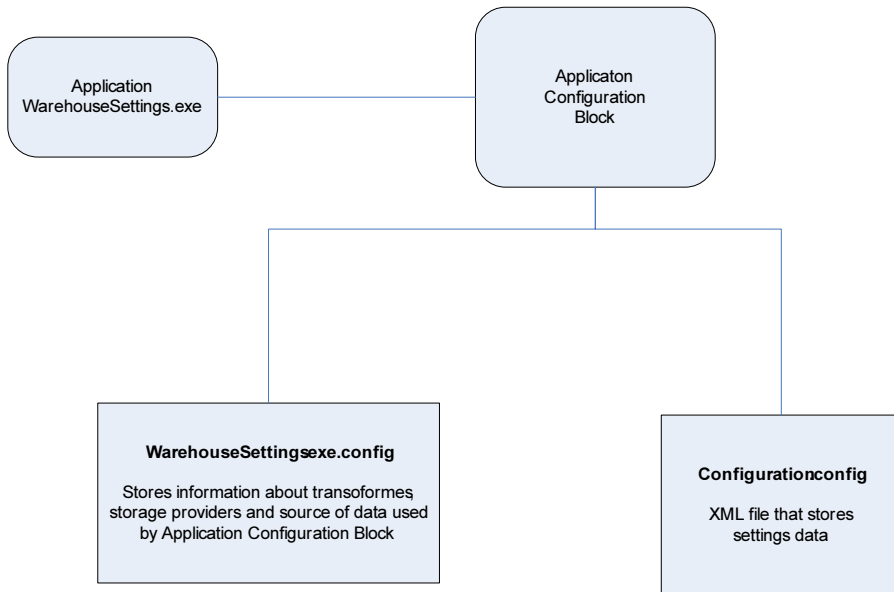 Application
WarehouseSettings.exe
Applicaton
Configuration
Block
WarehouseSettingsexe.config
Stores information about transoformes,
storage providers and source of data used
by Application Configuration Block
Configurationconfig
XML file that stores
settings data